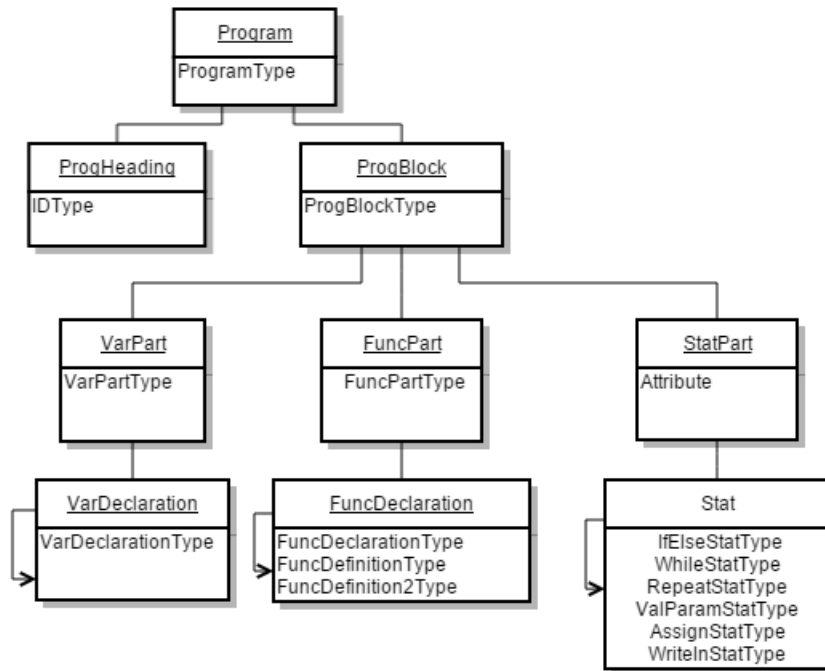 Program
ProgramType
ProgHeading
IDType
ProgBlock
ProgBlockType
VarPart
VarPartType
FuncPart
FuncPartType
StatPart
Attribute
VarDeclaration
VarDeclarationType
FuncDeclaration
FuncDeclarationType
FuncDefinitionType
FuncDefinition2Type
Stat
IfElseStatType
WhileStatType
RepeatStatType
ValParamStatType
AssignStatType
WriteInStatType